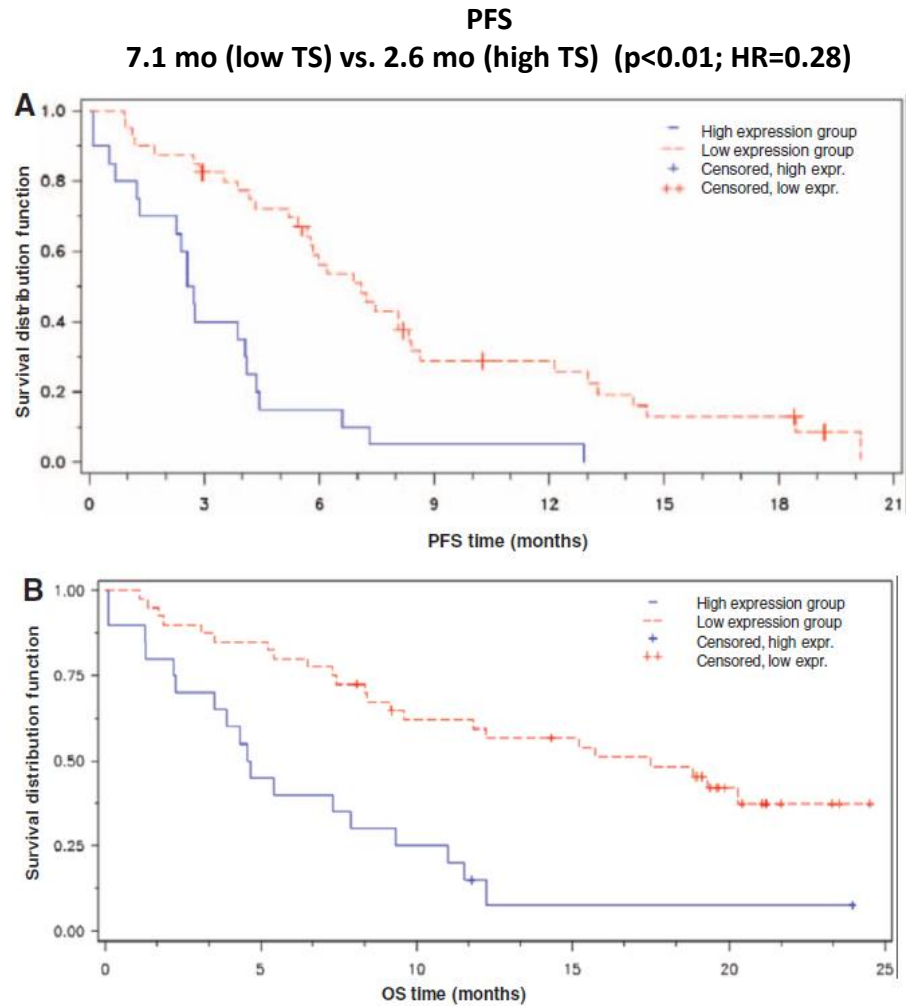 PFS
7.1 mo (low TS) vs. 2.6 mo (high TS) (p<0.01; HR=0.28)
A
Survival distribution function
1.0
0.8
0.6
0.4
0.2
0.0
High expression group
Low expression group
Censored, high expr.
Censored, low expr.
0 3 6 9 12 15 18 21
PFS time (months)
B
Survival distribution function
1.00
0.75
0.50
0.25
0.00
High expression group
Low expression group
Censored, high expr.
Censored, low expr.
0 5 10 15 20 25
OS time (months)